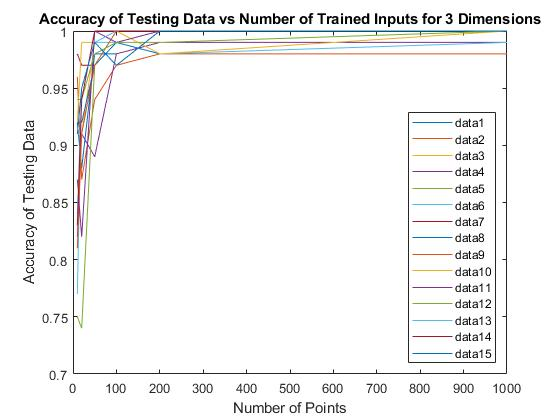 Accuracy of Testing Data vs Number of Trained Inputs for 3 Dimensions
1
0.95
0.9
0.85
0.8
0.75
0.7
Accuracy of Testing Data
data1
data2
data3
data4
data5
data6
data7
data8
data9
data10
data11
data12
data13
data14
data15
0 100 200 300 400 500 600 700 800 900 1000
Number of Points